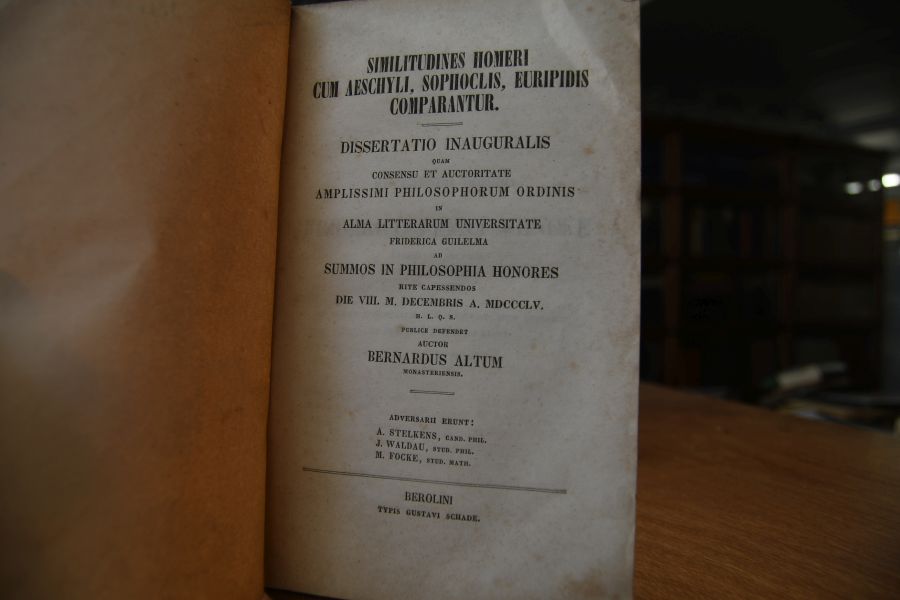 SIMILITUDINES HOMERI
CUM AESCHYLI, SOPHOCLIS, EURIPIDIS
COMPARANTUR.
DISSERTATIO INAUGURALIS
QUAM
CONSENSU ET AUCTORITATE
AMPLISSIMI PHILOSOPHORUM ORDINIS
IN
ALMA LITTERARUM UNIVERSITATE
FRIDERICA GUILELMA
AD
SUMMOS IN PHILOSOPHIA HONORES
RITE CAPESSENDOS
DIE VIII. M. DECEMBRIS A. MDCCCLV.
H. L. Q. S.
PUBLICE DEFENDET
AUCTOR
BERNARDUS ALTUM
MONASTERIENSIS.
ADVERSARII ERUNT:
A. STELKENS, CAND. PHIL.
J. WALDAU, STUD. PHIL.
M. FOCKE, STUD. MATH.
BEROLINI
TYPIS GUSTAVI SCHADE.